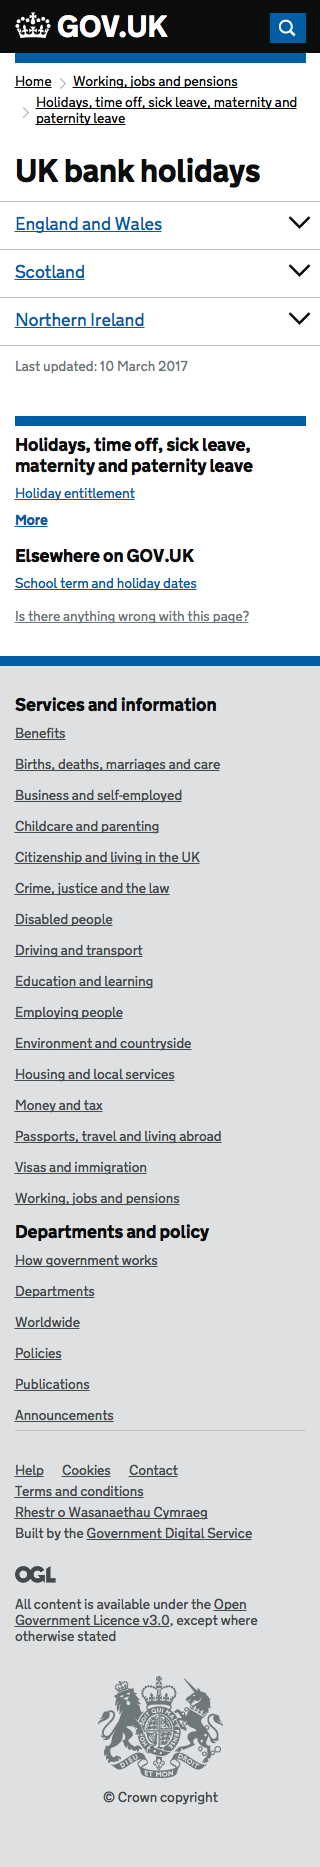 GOV.UK
Home
Working, jobs and pensions
Holidays, time off, sick leave, maternity and
paternity leave
UK bank holidays
England and Wales
Scotland
Northern Ireland
Last updated: 10 March 2017
Holidays, time off, sick leave,
maternity and paternity leave
Holiday entitlement
More
Elsewhere on GOV.UK
School term and holiday dates
Is there anything wrong with this page?
Services and information
Benefits
Births, deaths, marriages and care
Business and self-employed
Childcare and parenting
Citizenship and living in the UK
Crime, justice and the law
Disabled people
Driving and transport
Education and learning
Employing people
Environment and countryside
Housing and local services
Money and tax
Passports, travel and living abroad
Visas and immigration
Working, jobs and pensions
Departments and policy
How government works
Departments
Worldwide
Policies
Publications
Announcements
Help Cookies Contact
Terms and conditions
Rhestr o Wasanaethau Cymraeg
Built by the Government Digital Service
OGL
All content is available under the Open
Government Licence v3.0, except where
otherwise stated
DIEU ET MON DROIT
© Crown copyright